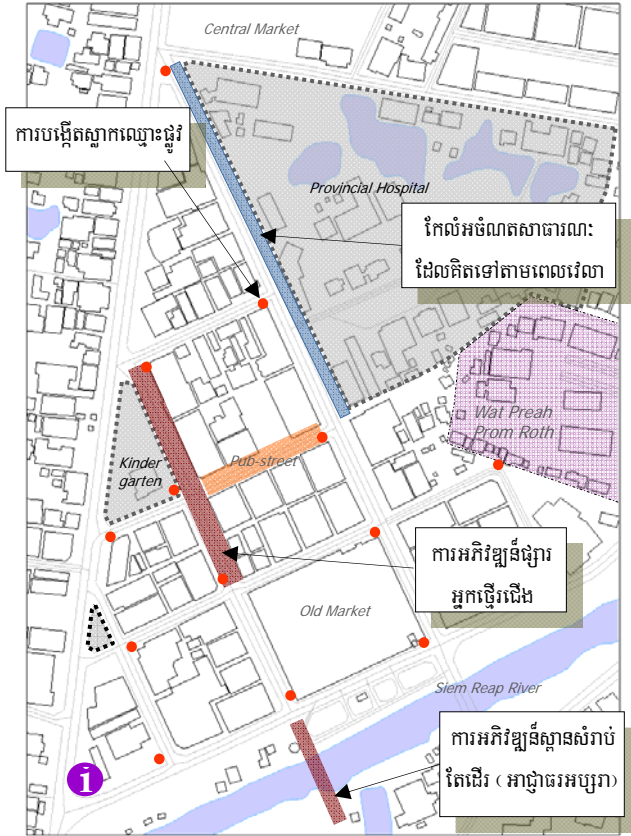 Central Market
ការបង្កើតស្លាកឈ្មោះផ្លូវ
Provincial Hospital
កែលំអចំណតសាធារណៈ
ដែលគិតទៅតាមពេលវេលា
Wat Preah
Prom Roth
Pub-street
Kinder
garten
ការអភិវឌ្ឍន៍ផ្សារ
អ្នកថ្មើរជើង
Old Market
Siem Reap River
ការអភិវឌ្ឍន៍ស្ពានសំរាប់
តែដើរ (អាជ្ញាធរអប្សរា)
i